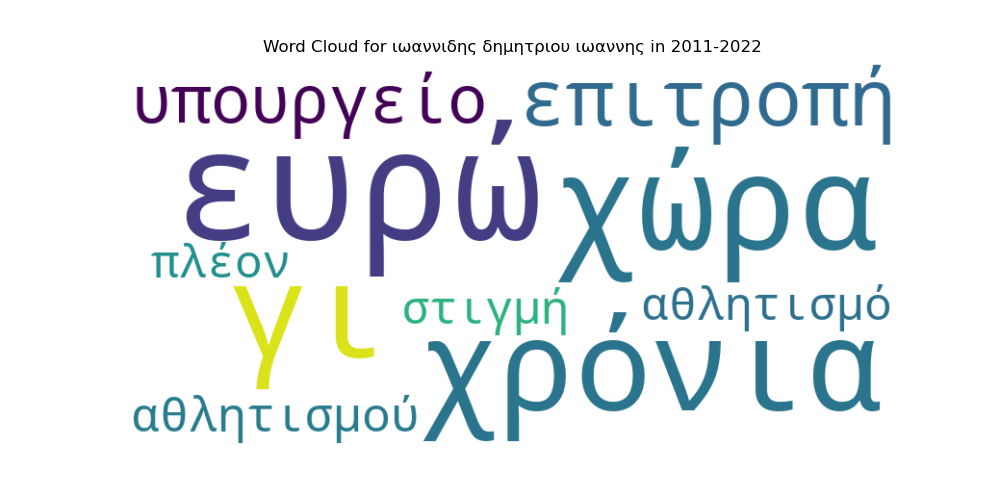 Word Cloud for ιωαννιδης δημητριου ιωαννης in 2011-2022
υπουργείο επιτροπή
ευρώ χώρα
πλέον
γι στιγμή αθλητισμό
χρόνια
αθλητισμού